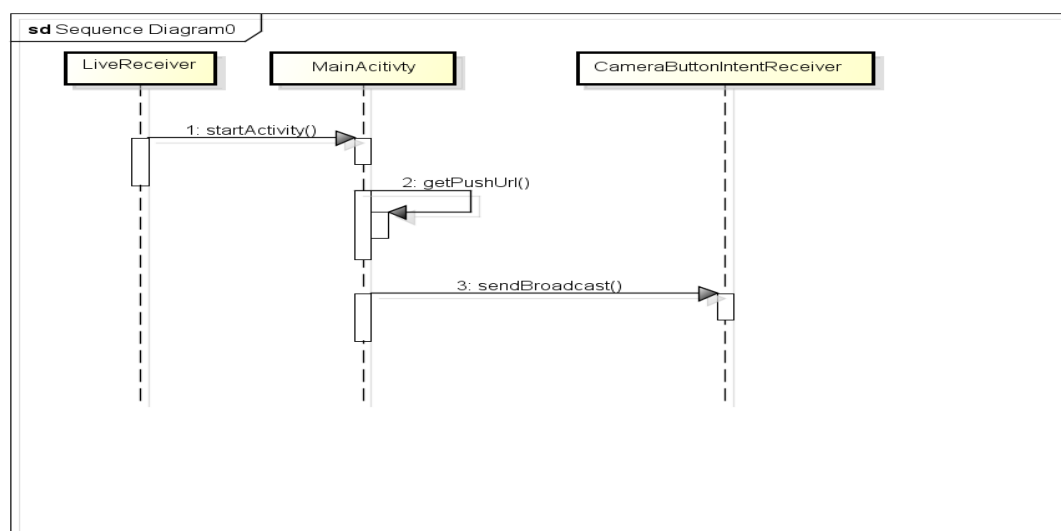 sd Sequence Diagram0
LiveReceiver
MainAcitivty
CameraButtonIntentReceiver
1: startActivity()
2: getPushUrl()
3: sendBroadcast()